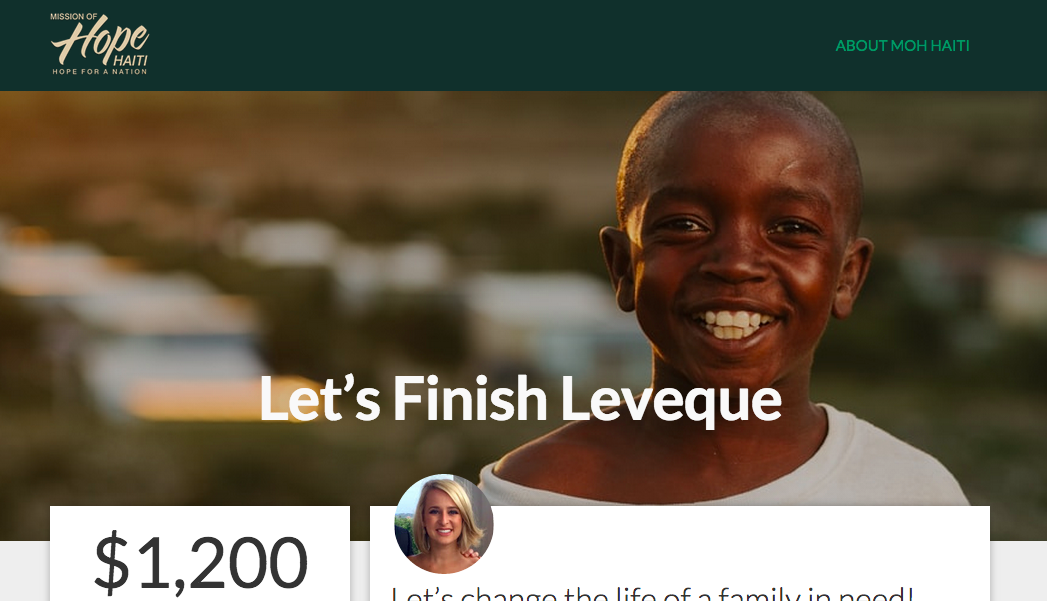 MISSION OF
Hope
HAITI
HOPE FOR A NATION
ABOUT MOH HAITI
Let’s Finish Leveque
$1,200
Let’s change the life of a family in need!